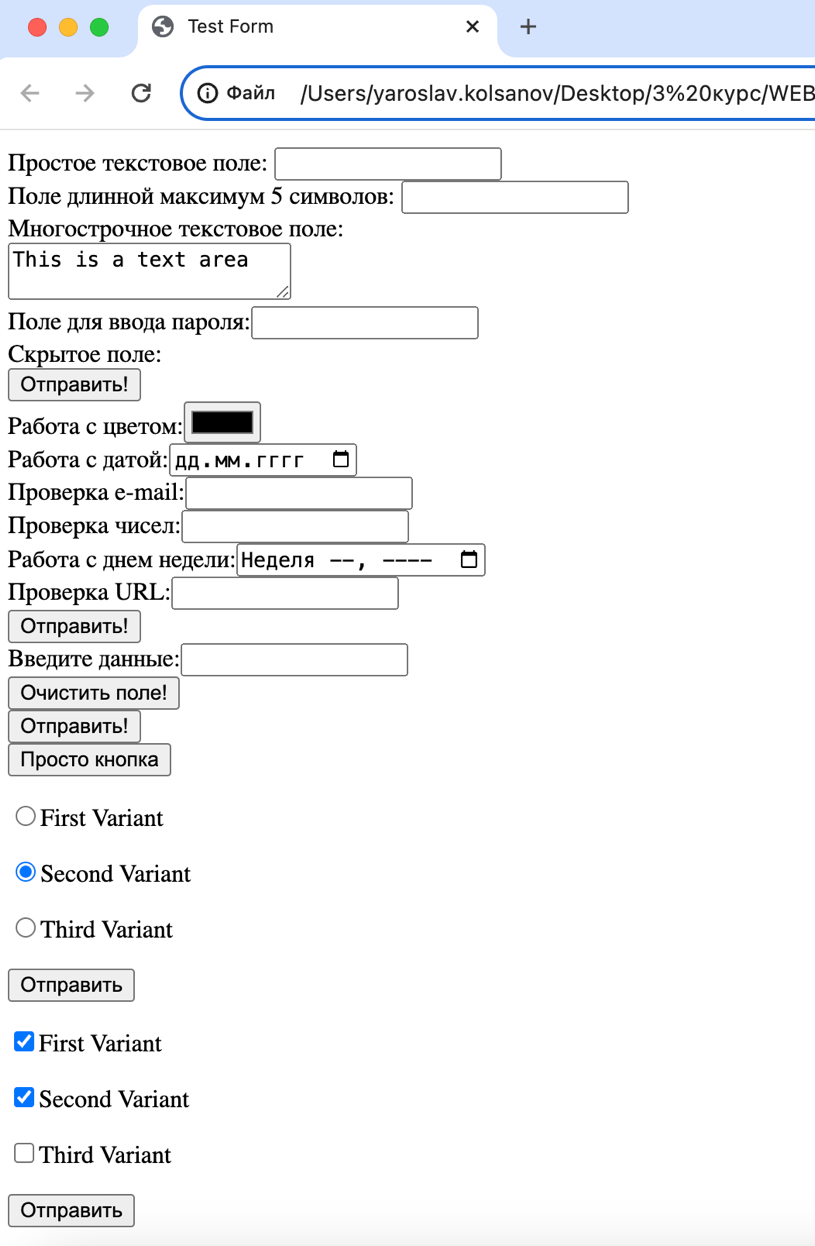 Test Form
Файл /Users/yaroslav.kolsanov/Desktop/3%20курс/WEB
Простое текстовое поле:
Поле длинной максимум 5 символов:
Многострочное текстовое поле:
This is a text area
Поле для ввода пароля:
Скрытое поле:
Отправить!
Работа с цветом:
Работа с датой: дд.мм.гггг
Проверка e-mail:
Проверка чисел:
Работа с днем недели: Неделя --, ----
Проверка URL:
Отправить!
Введите данные:
Очистить поле!
Отправить!
Просто кнопка
First Variant
Second Variant
Third Variant
Отправить
First Variant
Second Variant
Third Variant
Отправить